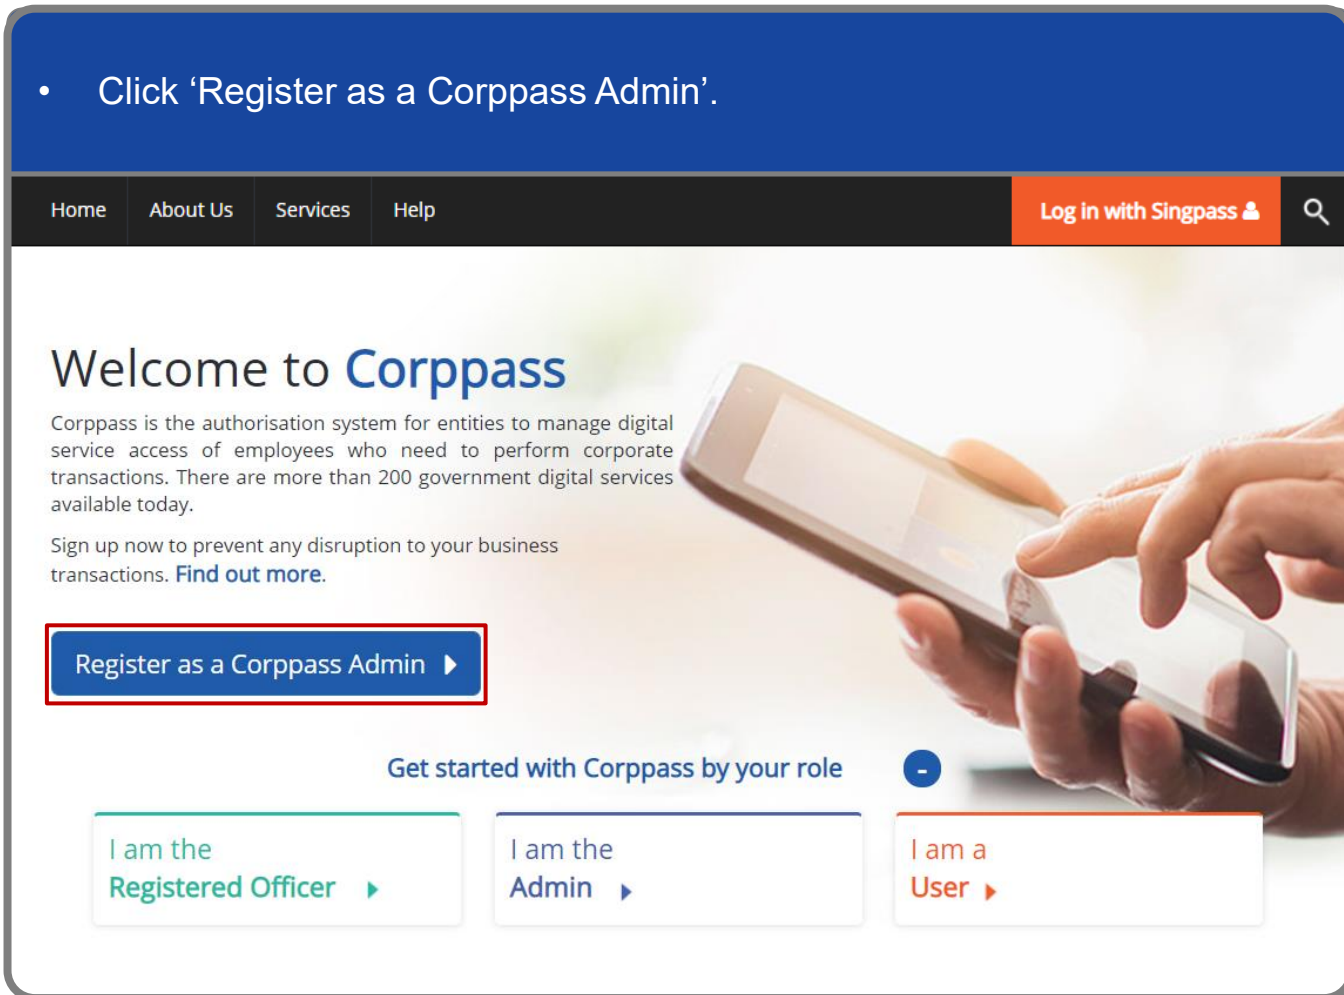 • Click ‘Register as a Corppass Admin’.
Home About Us Services Help Log in with Singpass
Welcome to Corppass
Corppass is the authorisation system for entities to manage digital
service access of employees who need to perform corporate
transactions. There are more than 200 government digital services
available today.
Sign up now to prevent any disruption to your business
transactions. Find out more.
Register as a Corppass Admin
Get started with Corppass by your role -
I am the
Registered Officer
I am the
Admin
I am a
User